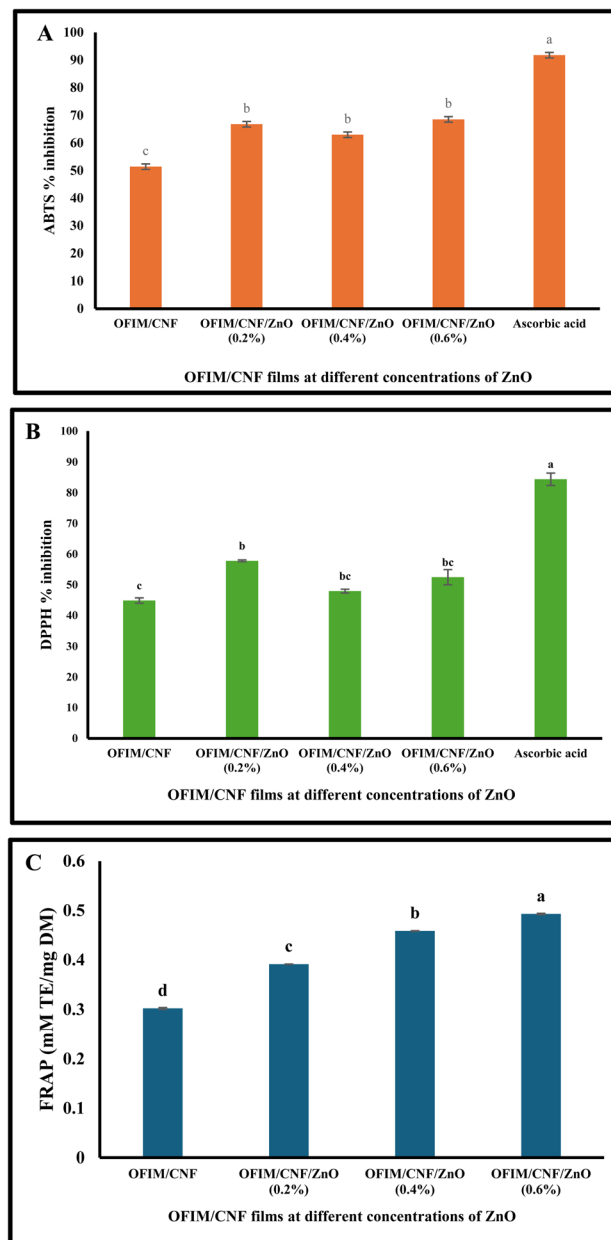 A
ABTS % inhibition
100
90
80
70
60
50
40
30
20
10
0
c
b
b
b
a
OFIM/CNF
OFIM/CNF/ZnO
(0.2%)
OFIM/CNF/ZnO
(0.4%)
OFIM/CNF/ZnO
(0.6%)
Ascorbic acid
OFIM/CNF films at different concentrations of ZnO
B
DPPH % inhibition
100
90
80
70
60
50
40
30
20
10
0
c
b
bc
bc
a
OFIM/CNF
OFIM/CNF/ZnO
(0.2%)
OFIM/CNF/ZnO
(0.4%)
OFIM/CNF/ZnO
(0.6%)
Ascorbic acid
OFIM/CNF films at different concentrations of ZnO
C
FRAP (mM TE/mg DM)
0.6
0.5
0.4
0.3
0.2
0.1
0
d
c
b
a
OFIM/CNF
OFIM/CNF/ZnO
(0.2%)
OFIM/CNF/ZnO
(0.4%)
OFIM/CNF/ZnO
(0.6%)
OFIM/CNF films at different concentrations of ZnO